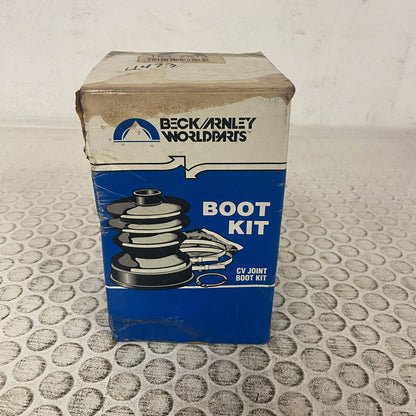 BECK/ARNLEY
WORLDPARTS
BOOT
KIT
CV JOINT
BOOT KIT